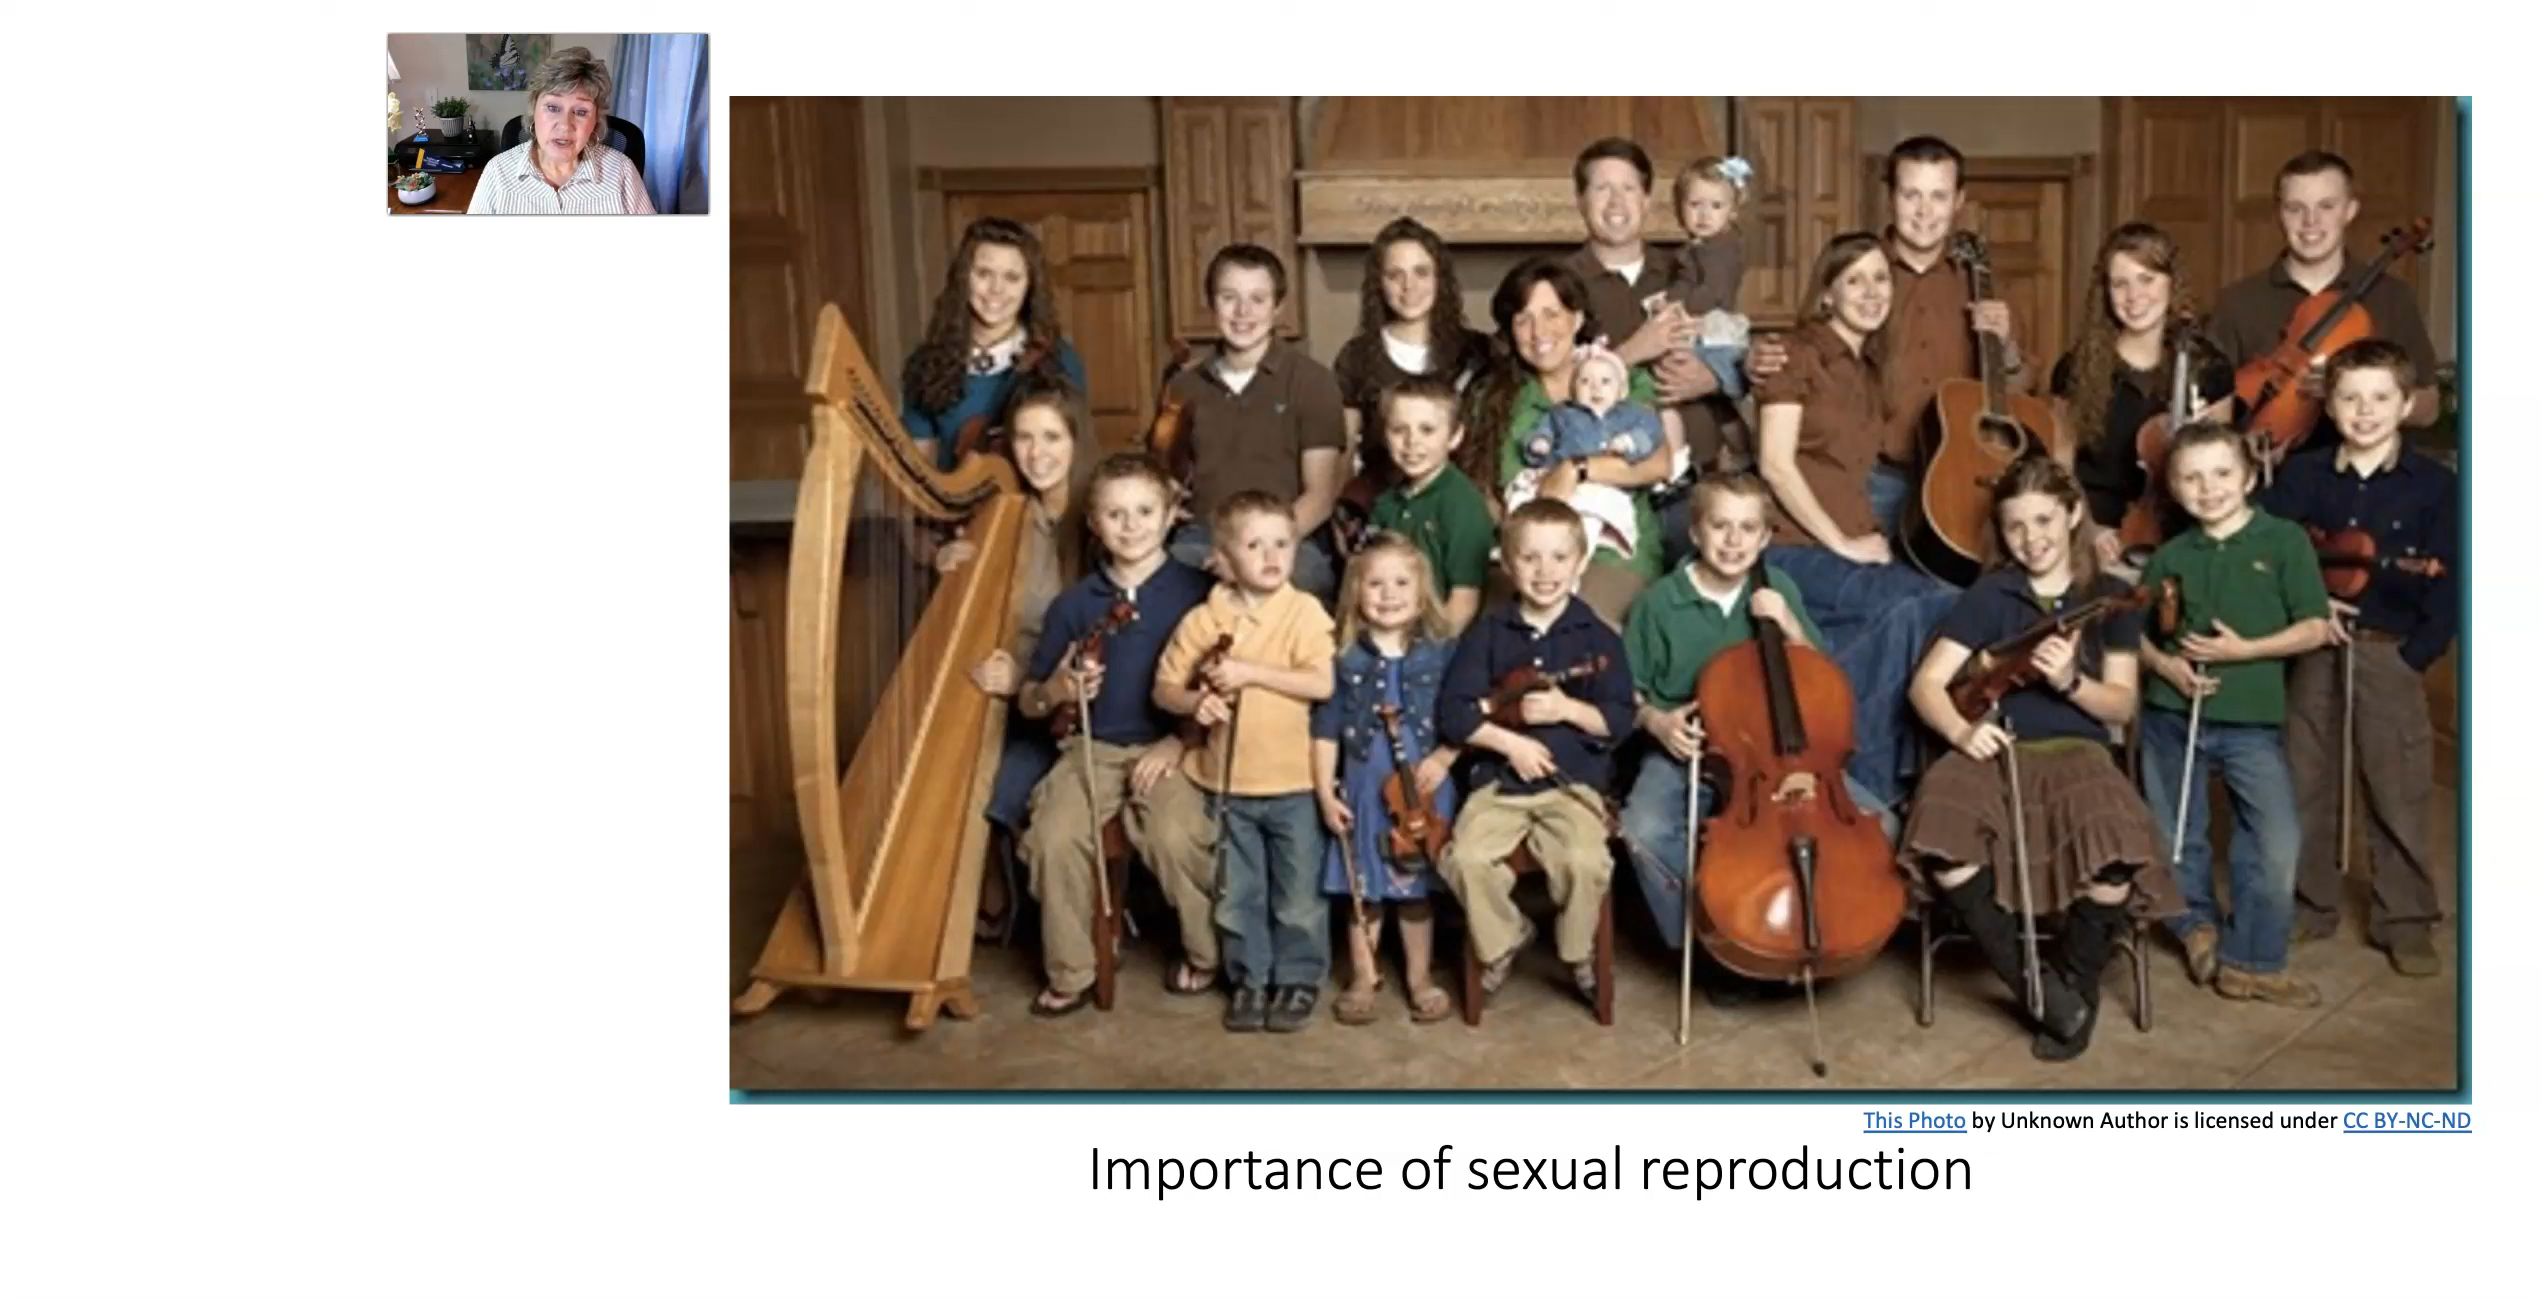 This Photo by Unknown Author is licensed under CC BY-NC-ND
Importance of sexual reproduction